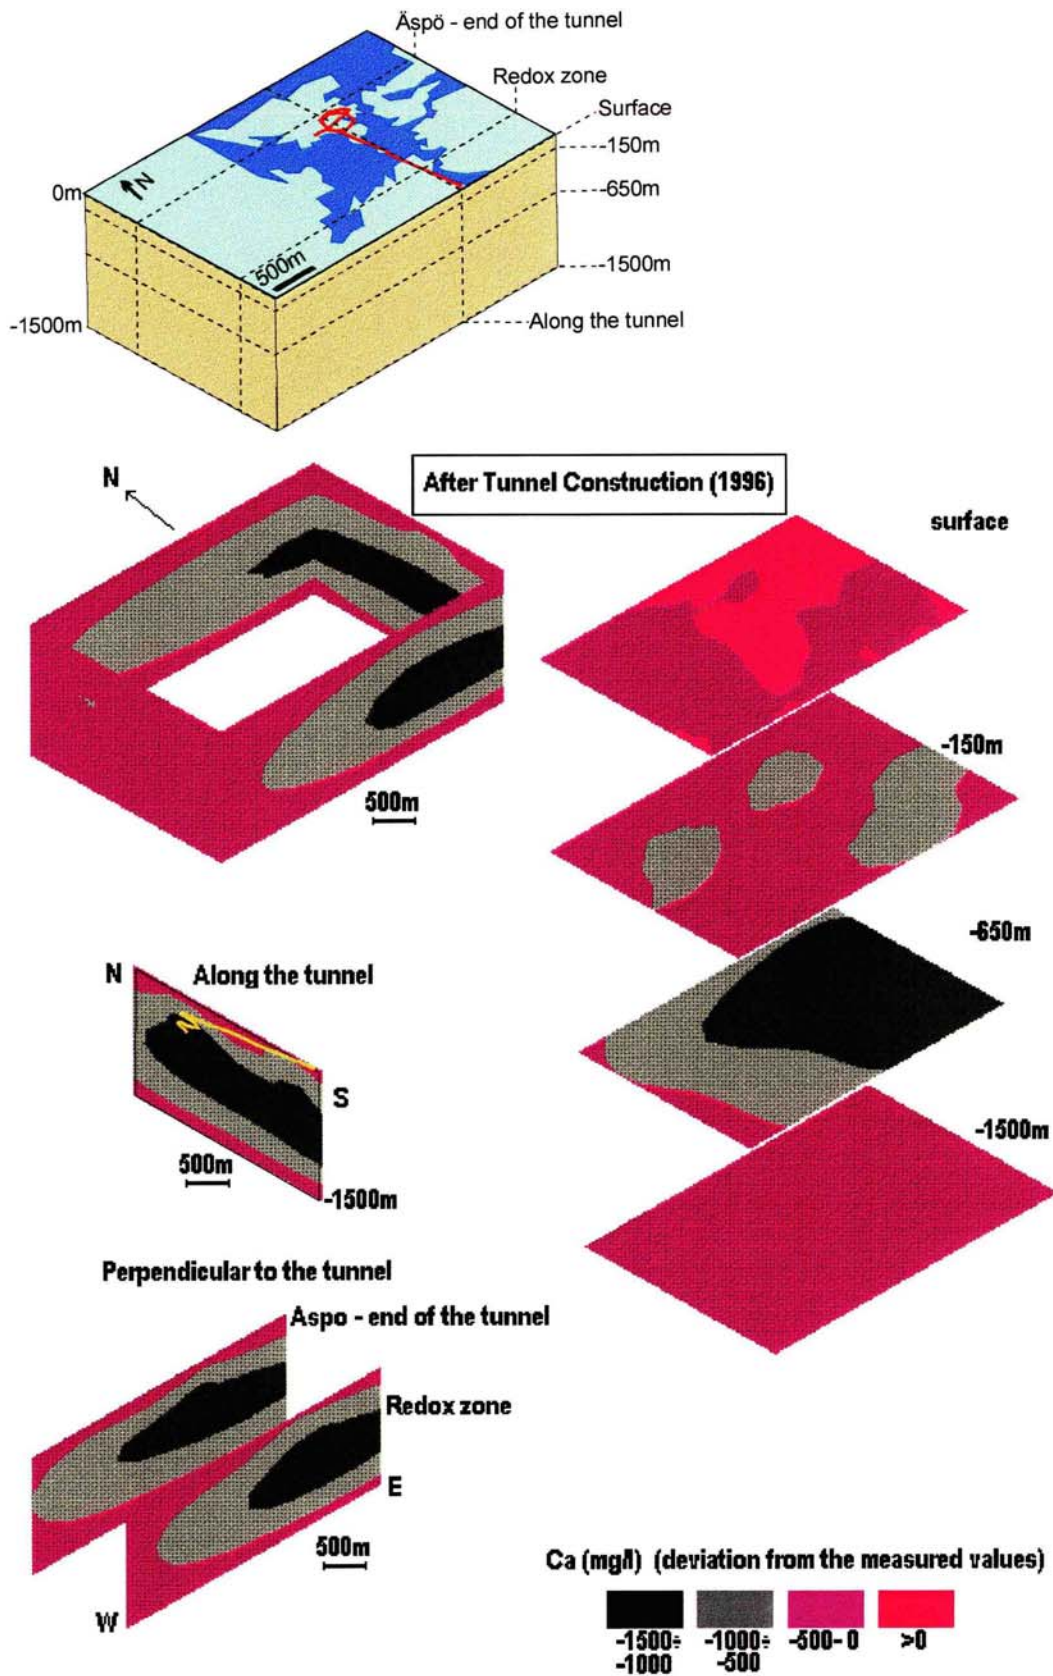 Äspö - end of the tunnel
Redox zone
Surface
-150m
-650m
-1500m
Along the tunnel
0m
-1500m
N
500m
After Tunnel Construction (1996)
N
500m
surface
-150m
-650m
-1500m
N
Along the tunnel
S
500m
-1500m
Perpendicular to the tunnel
Aspo - end of the tunnel
Redox zone
E
500m
W
Ca (mg/l) (deviation from the measured values)
-1500÷ -1000÷ -500- 0 >0
-1000 -500